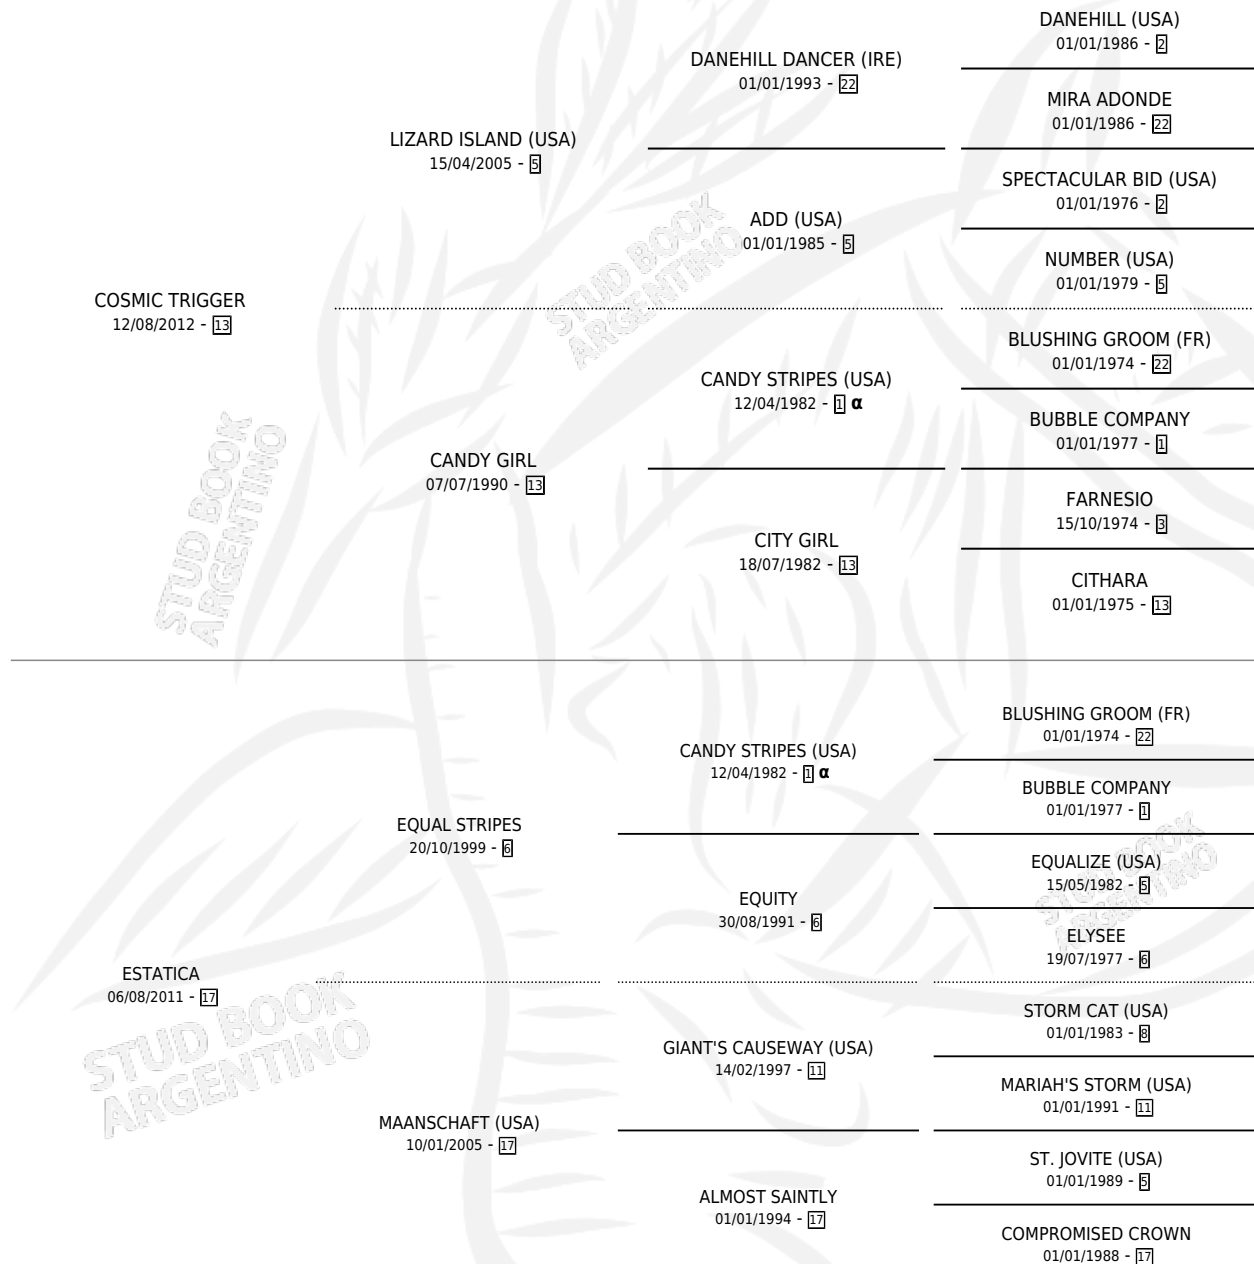 DANEHILL (USA)
01/01/1986 - 2
DANEHILL DANCER (IRE)
01/01/1993 - 22
MIRA ADONDE
01/01/1986 - 22
LIZARD ISLAND (USA)
15/04/2005 - 5
SPECTACULAR BID (USA)
01/01/1976 - 2
ADD (USA)
01/01/1985 - 5
NUMBER (USA)
01/01/1979 - 5
COSMIC TRIGGER
12/08/2012 - 13
BLUSHING GROOM (FR)
01/01/1974 - 22
CANDY STRIPES (USA)
12/04/1982 - 1 α
BUBBLE COMPANY
01/01/1977 - 1
CANDY GIRL
07/07/1990 - 13
FARNESIO
15/10/1974 - 3
CITY GIRL
18/07/1982 - 13
CITHARA
01/01/1975 - 13
STUD BOOK
ARGENTINO
STUD BOOK
ARGENTINO
BLUSHING GROOM (FR)
01/01/1974 - 22
CANDY STRIPES (USA)
12/04/1982 - 1 α
BUBBLE COMPANY
01/01/1977 - 1
EQUAL STRIPES
20/10/1999 - 6
EQUALIZE (USA)
15/05/1982 - 5
EQUITY
30/08/1991 - 6
ELYSEE
19/07/1977 - 6
STUD BOOK
ARGENTINO
ESTATICA
06/08/2011 - 17
STORM CAT (USA)
01/01/1983 - 8
GIANT'S CAUSEWAY (USA)
14/02/1997 - 11
MARIAH'S STORM (USA)
01/01/1991 - 11
MAANSCHAFT (USA)
10/01/2005 - 17
ST. JOVITE (USA)
01/01/1989 - 5
ALMOST SAINTLY
01/01/1994 - 17
COMPROMISED CROWN
01/01/1988 - 17
STUD BOOK
ARGENTINO